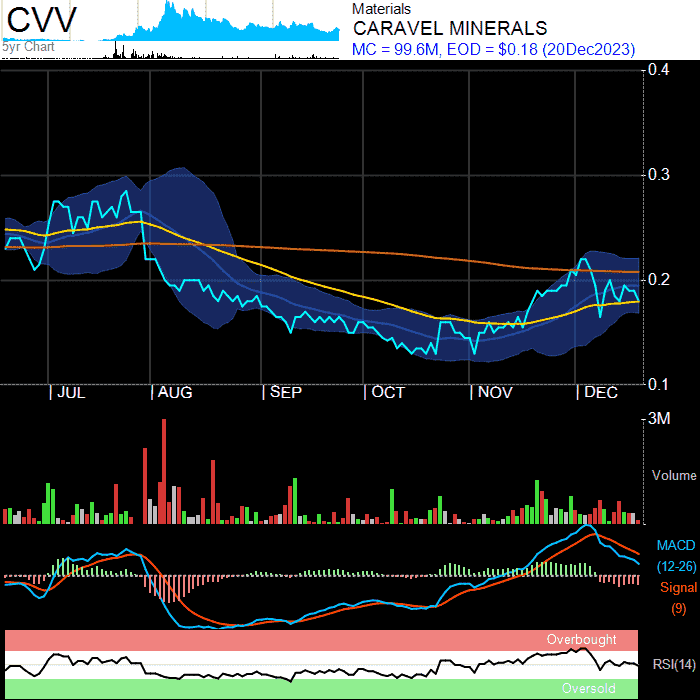 CVV
5yr Chart
Materials
CARAVEL MINERALS
MC = 99.6M, EOD = $0.18 (20Dec2023)
0.4
0.3
0.2
0.1
JUL
AUG
SEP
OCT
NOV
DEC
3M
Volume
MACD
(12-26)
Signal
(9)
Overbought
RSI(14)
Oversold